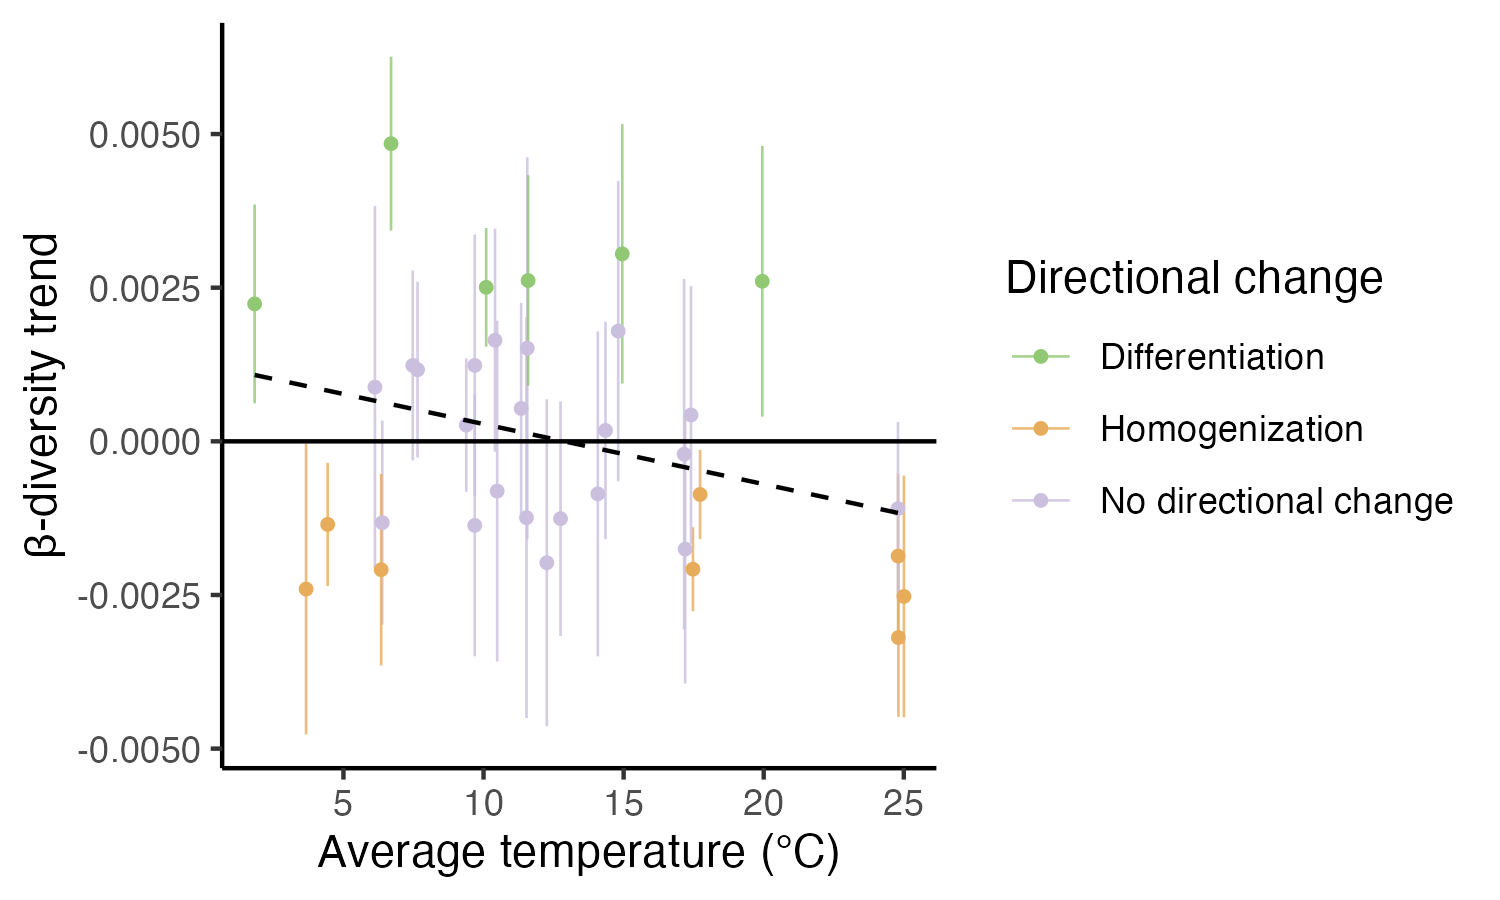 β-diversity trend
0.0050
0.0025
0.0000
-0.0025
-0.0050
5 10 15 20 25
Average temperature (°C)
Directional change
Differentiation
Homogenization
No directional change